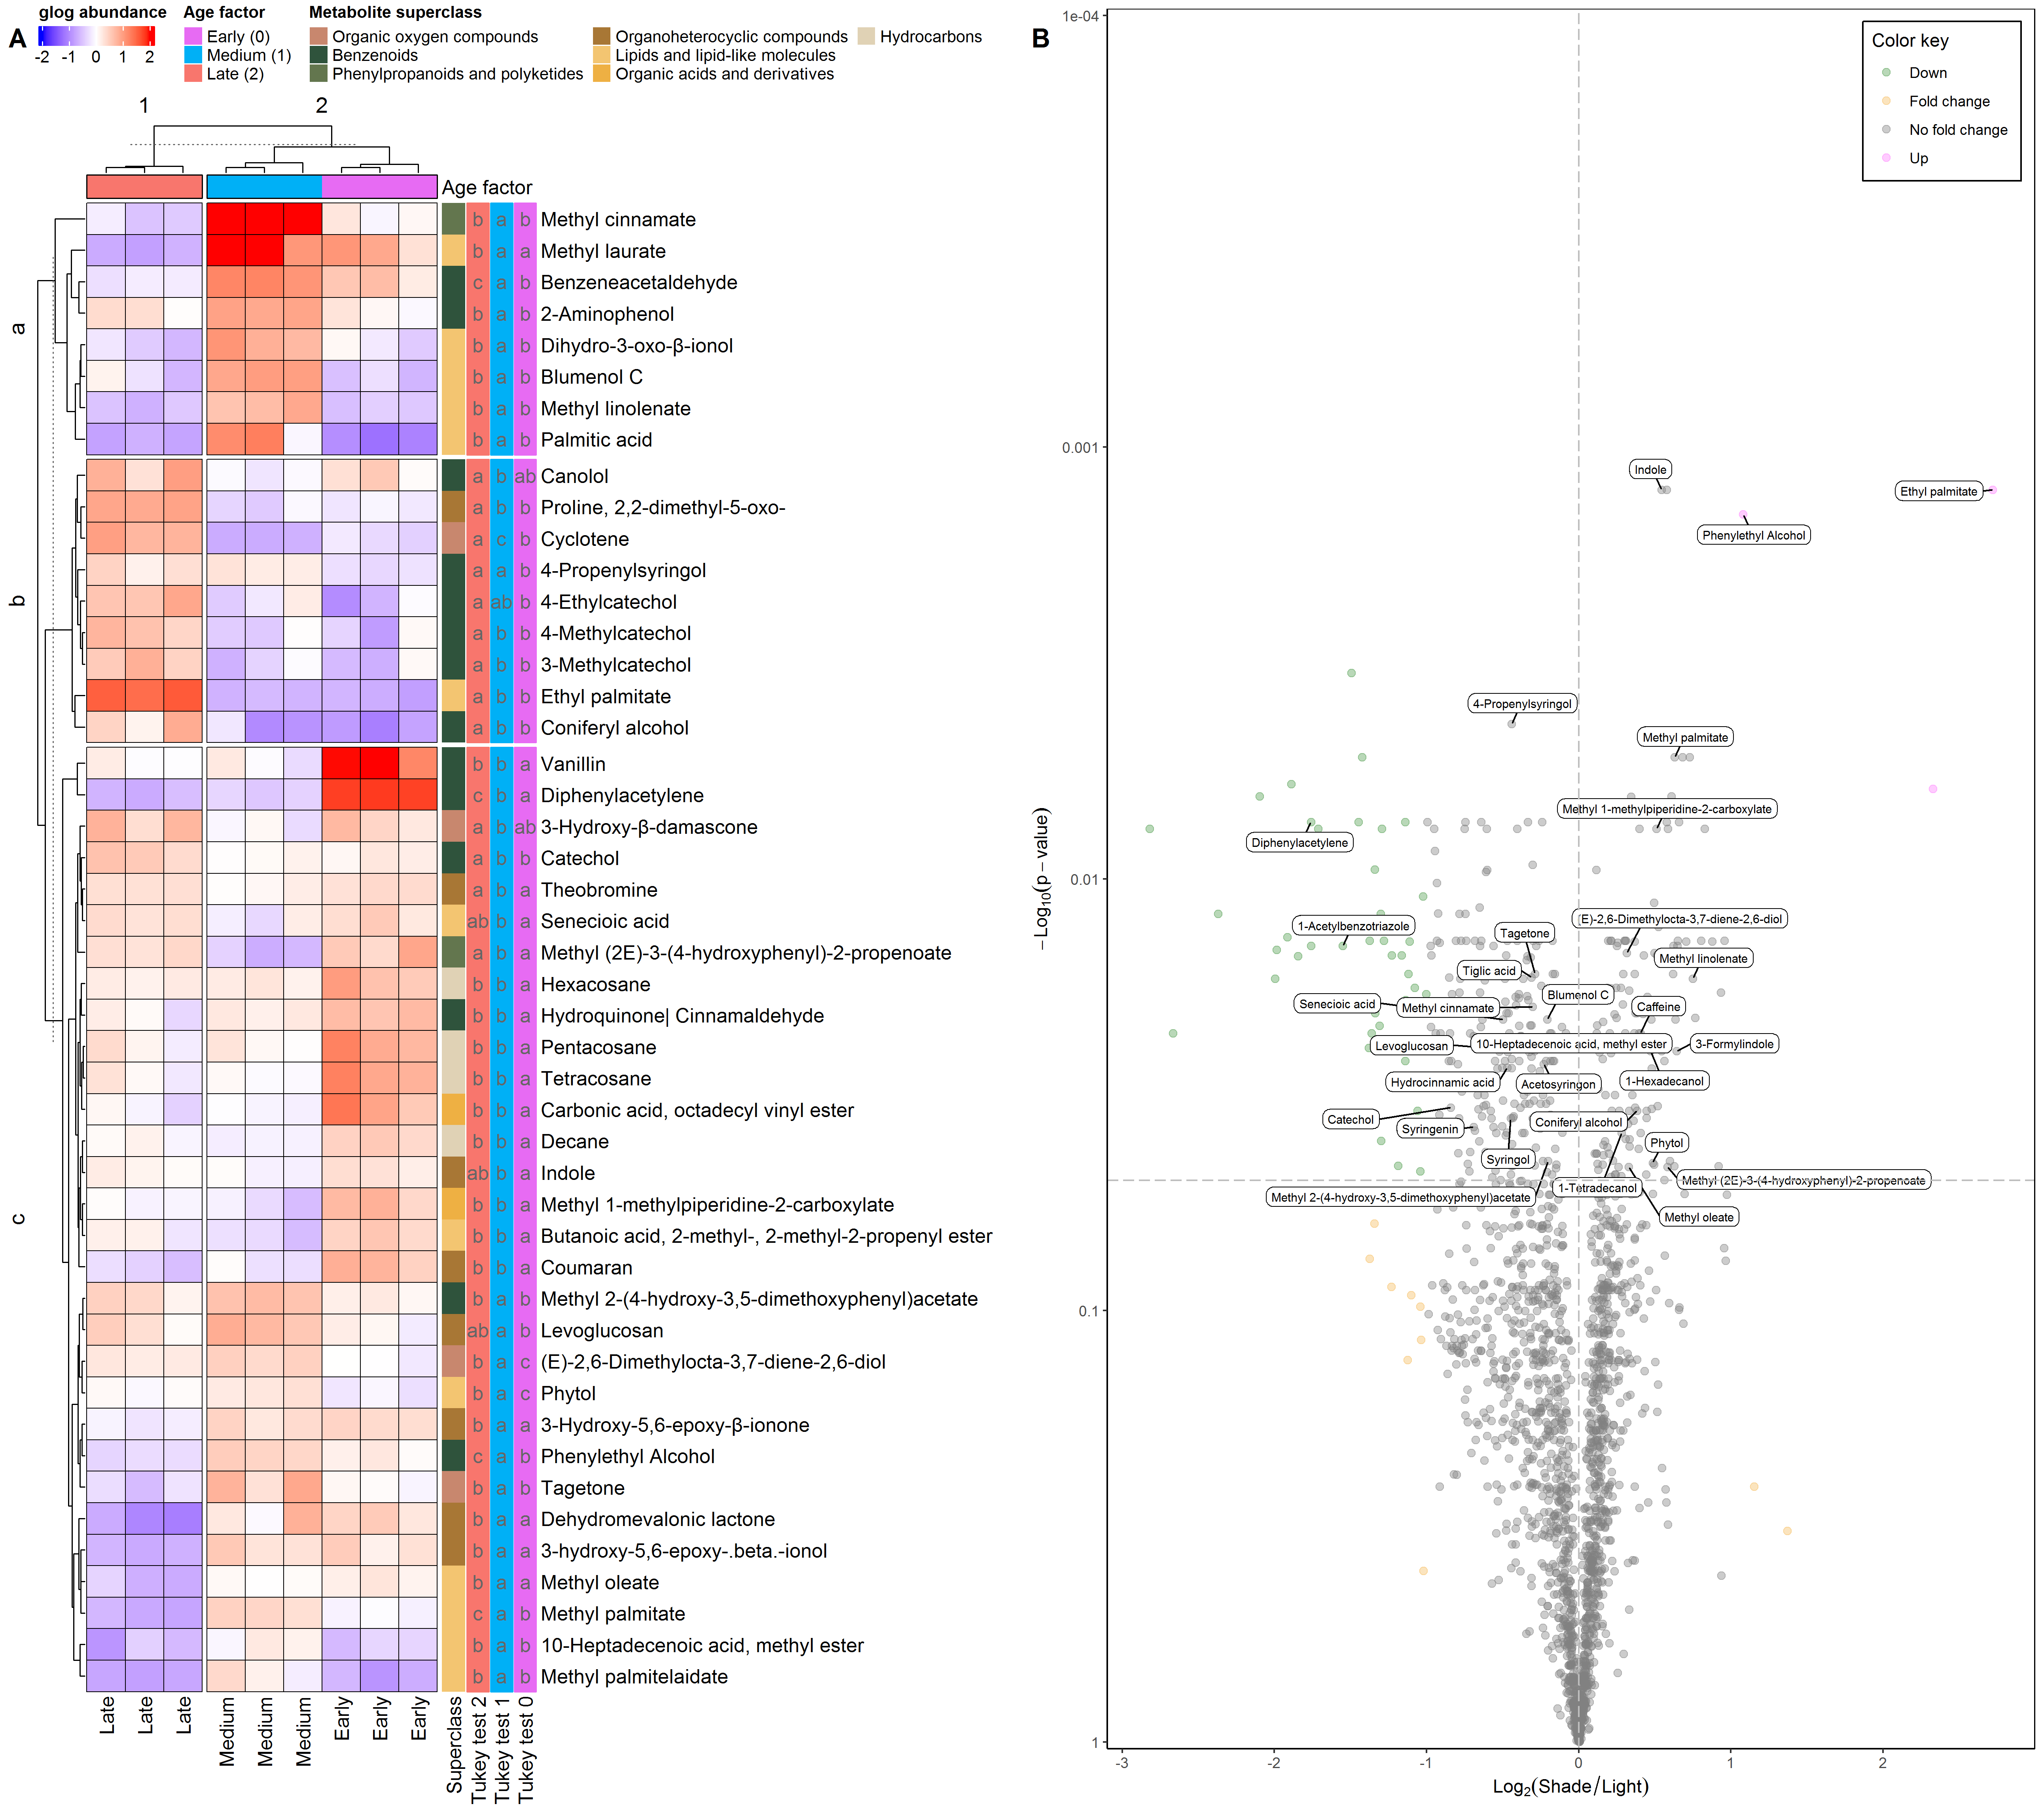 A
glog abundance
-2 -1 0 1 2
Age factor
Early (0)
Medium (1)
Late (2)
Metabolite superclass
Organic oxygen compounds
Benzenoids
Phenylpropanoids and polyketides
Organoheterocyclic compounds
Lipids and lipid-like molecules
Organic acids and derivatives
Hydrocarbons
1 2
Age factor
a
b a b Methyl cinnamate
b a a Methyl laurate
c a b Benzeneacetaldehyde
b a b 2-Aminophenol
b a b Dihydro-3-oxo-β-ionol
b a b Blumenol C
b a b Methyl linolenate
b a b Palmitic acid
b
a b ab Canolol
a b b Proline, 2,2-dimethyl-5-oxo-
a c b Cyclotene
a a b 4-Propenylsyringol
a ab b 4-Ethylcatechol
a b b 4-Methylcatechol
a b b 3-Methylcatechol
a b b Ethyl palmitate
a b b Coniferyl alcohol
c
b b a Vanillin
c b a Diphenylacetylene
a b ab 3-Hydroxy-β-damascone
a b b Catechol
a b a Theobromine
ab b a Senecioic acid
a b a Methyl (2E)-3-(4-hydroxyphenyl)-2-propenoate
b b a Hexacosane
b b a Hydroquinone| Cinnamaldehyde
b b a Pentacosane
b b a Tetracosane
b b a Carbonic acid, octadecyl vinyl ester
b b a Decane
ab b a Indole
b b a Methyl 1-methylpiperidine-2-carboxylate
b b a Butanoic acid, 2-methyl-, 2-methyl-2-propenyl ester
b b a Coumaran
b a b Methyl 2-(4-hydroxy-3,5-dimethoxyphenyl)acetate
ab a b Levoglucosan
b a c (E)-2,6-Dimethylocta-3,7-diene-2,6-diol
b a c Phytol
b a a 3-Hydroxy-5,6-epoxy-β-ionone
c a b Phenylethyl Alcohol
b a b Tagetone
b a a Dehydromevalonic lactone
b a a 3-hydroxy-5,6-epoxy-.beta.-ionol
b a a Methyl oleate
c a b Methyl palmitate
b a b 10-Heptadecenoic acid, methyl ester
b a b Methyl palmitelaidate
Late
Late
Late
Medium
Medium
Medium
Early
Early
Early
Superclass
Tukey test 2
Tukey test 1
Tukey test 0
B
−Log10(p−value)
1e-04
0.001
0.01
0.1
1
Color key
Down
Fold change
No fold change
Up
Indole
Ethyl palmitate
Phenylethyl Alcohol
4-Propenylsyringol
Methyl palmitate
Methyl 1-methylpiperidine-2-carboxylate
Diphenylacetylene
(E)-2,6-Dimethylocta-3,7-diene-2,6-diol
1-Acetylbenzotriazole
Tagetone
Methyl linolenate
Tiglic acid
Blumenol C
Senecioic acid
Methyl cinnamate
Caffeine
Levoglucosan
10-Heptadecenoic acid, methyl ester
3-Formylindole
Hydrocinnamic acid
Acetosyringon
1-Hexadecanol
Catechol
Syringenin
Coniferyl alcohol
Phytol
Syringol
Methyl (2E)-3-(4-hydroxyphenyl)-2-propenoate
1-Tetradecanol
Methyl 2-(4-hydroxy-3,5-dimethoxyphenyl)acetate
Methyl oleate
-3 -2 -1 0 1 2
Log2(Shade/Light)